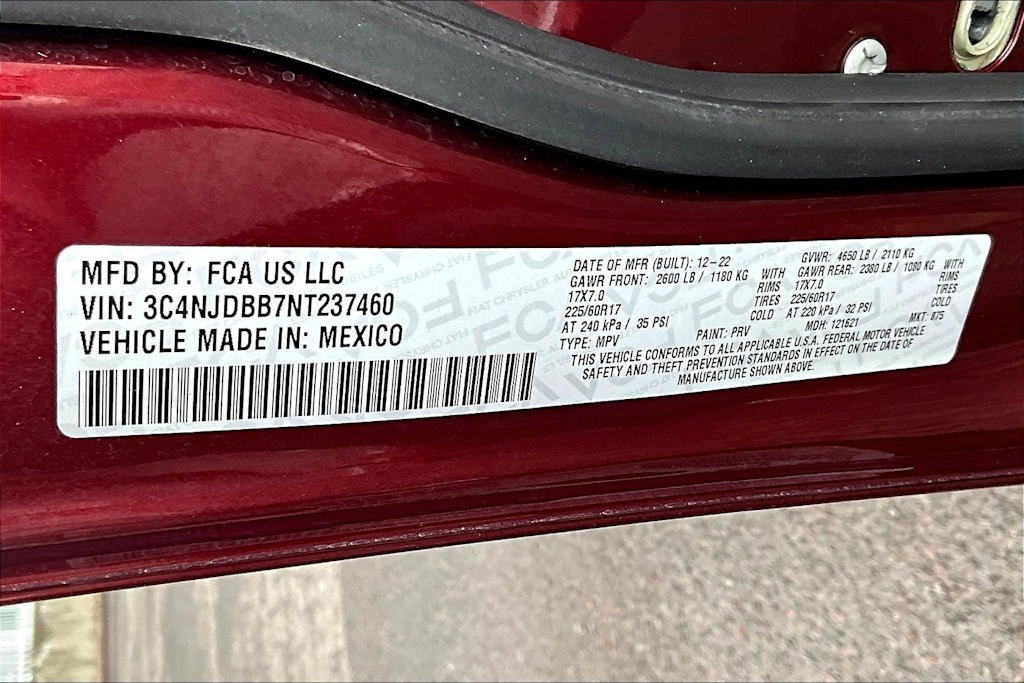 MFD BY: FCA US LLC
VIN: 3C4NJDBB7NT237460
VEHICLE MADE IN: MEXICO
DATE OF MFR (BUILT): 12-22 GVWR: 4650 LB / 2110 KG
GAWR FRONT: 2600 LB / 1180 KG WITH GAWR REAR: 2380 LB / 1080 KG WITH
17X7.0 RIMS 17X7.0 RIMS
225/60R17 TIRES 225/60R17 TIRES
AT 240 kPa / 35 PSI COLD AT 220 kPa / 32 PSI COLD
TYPE: MPV PAINT: PRV MDH: 121621 MKT: 875
THIS VEHICLE CONFORMS TO ALL APPLICABLE U.S.A. FEDERAL MOTOR VEHICLE
SAFETY AND THEFT PREVENTION STANDARDS IN EFFECT ON THE DATE OF
MANUFACTURE SHOWN ABOVE.